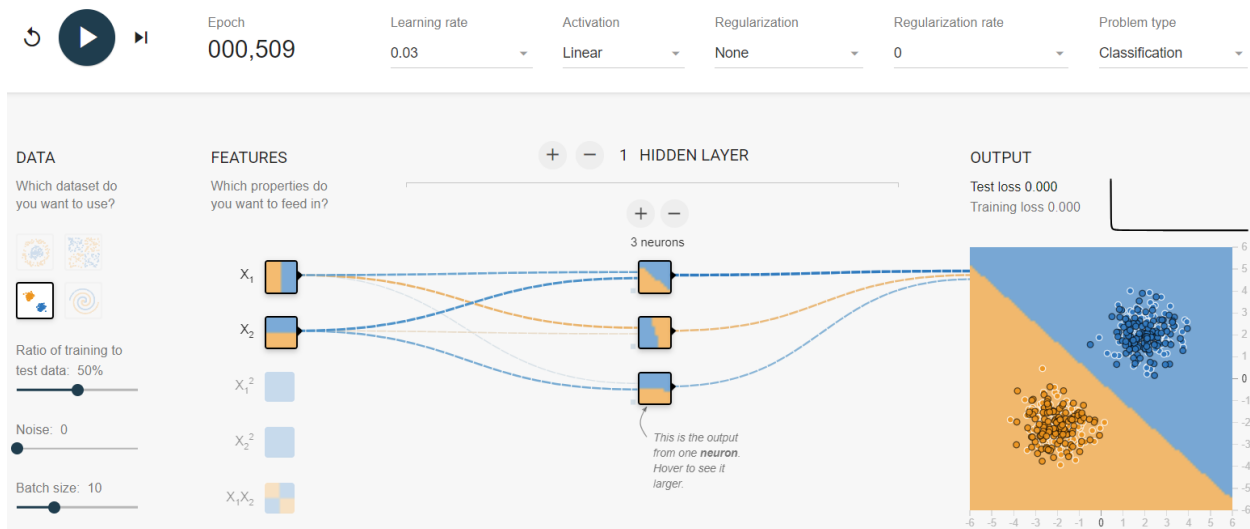 Epoch
000,509
Learning rate
0.03
Activation
Linear
Regularization
None
Regularization rate
0
Problem type
Classification
DATA
Which dataset do
you want to use?
Ratio of training to
test data: 50%
Noise: 0
Batch size: 10
FEATURES
Which properties do
you want to feed in?
X1
X2
X1²
X2²
X1X2
1 HIDDEN LAYER
3 neurons
This is the output
from one neuron.
Hover to see it
larger.
OUTPUT
Test loss 0.000
Training loss 0.000
6
5
4
3
2
1
0
-1
-2
-3
-4
-5
-6
-6 -5 -4 -3 -2 -1 0 1 2 3 4 5 6